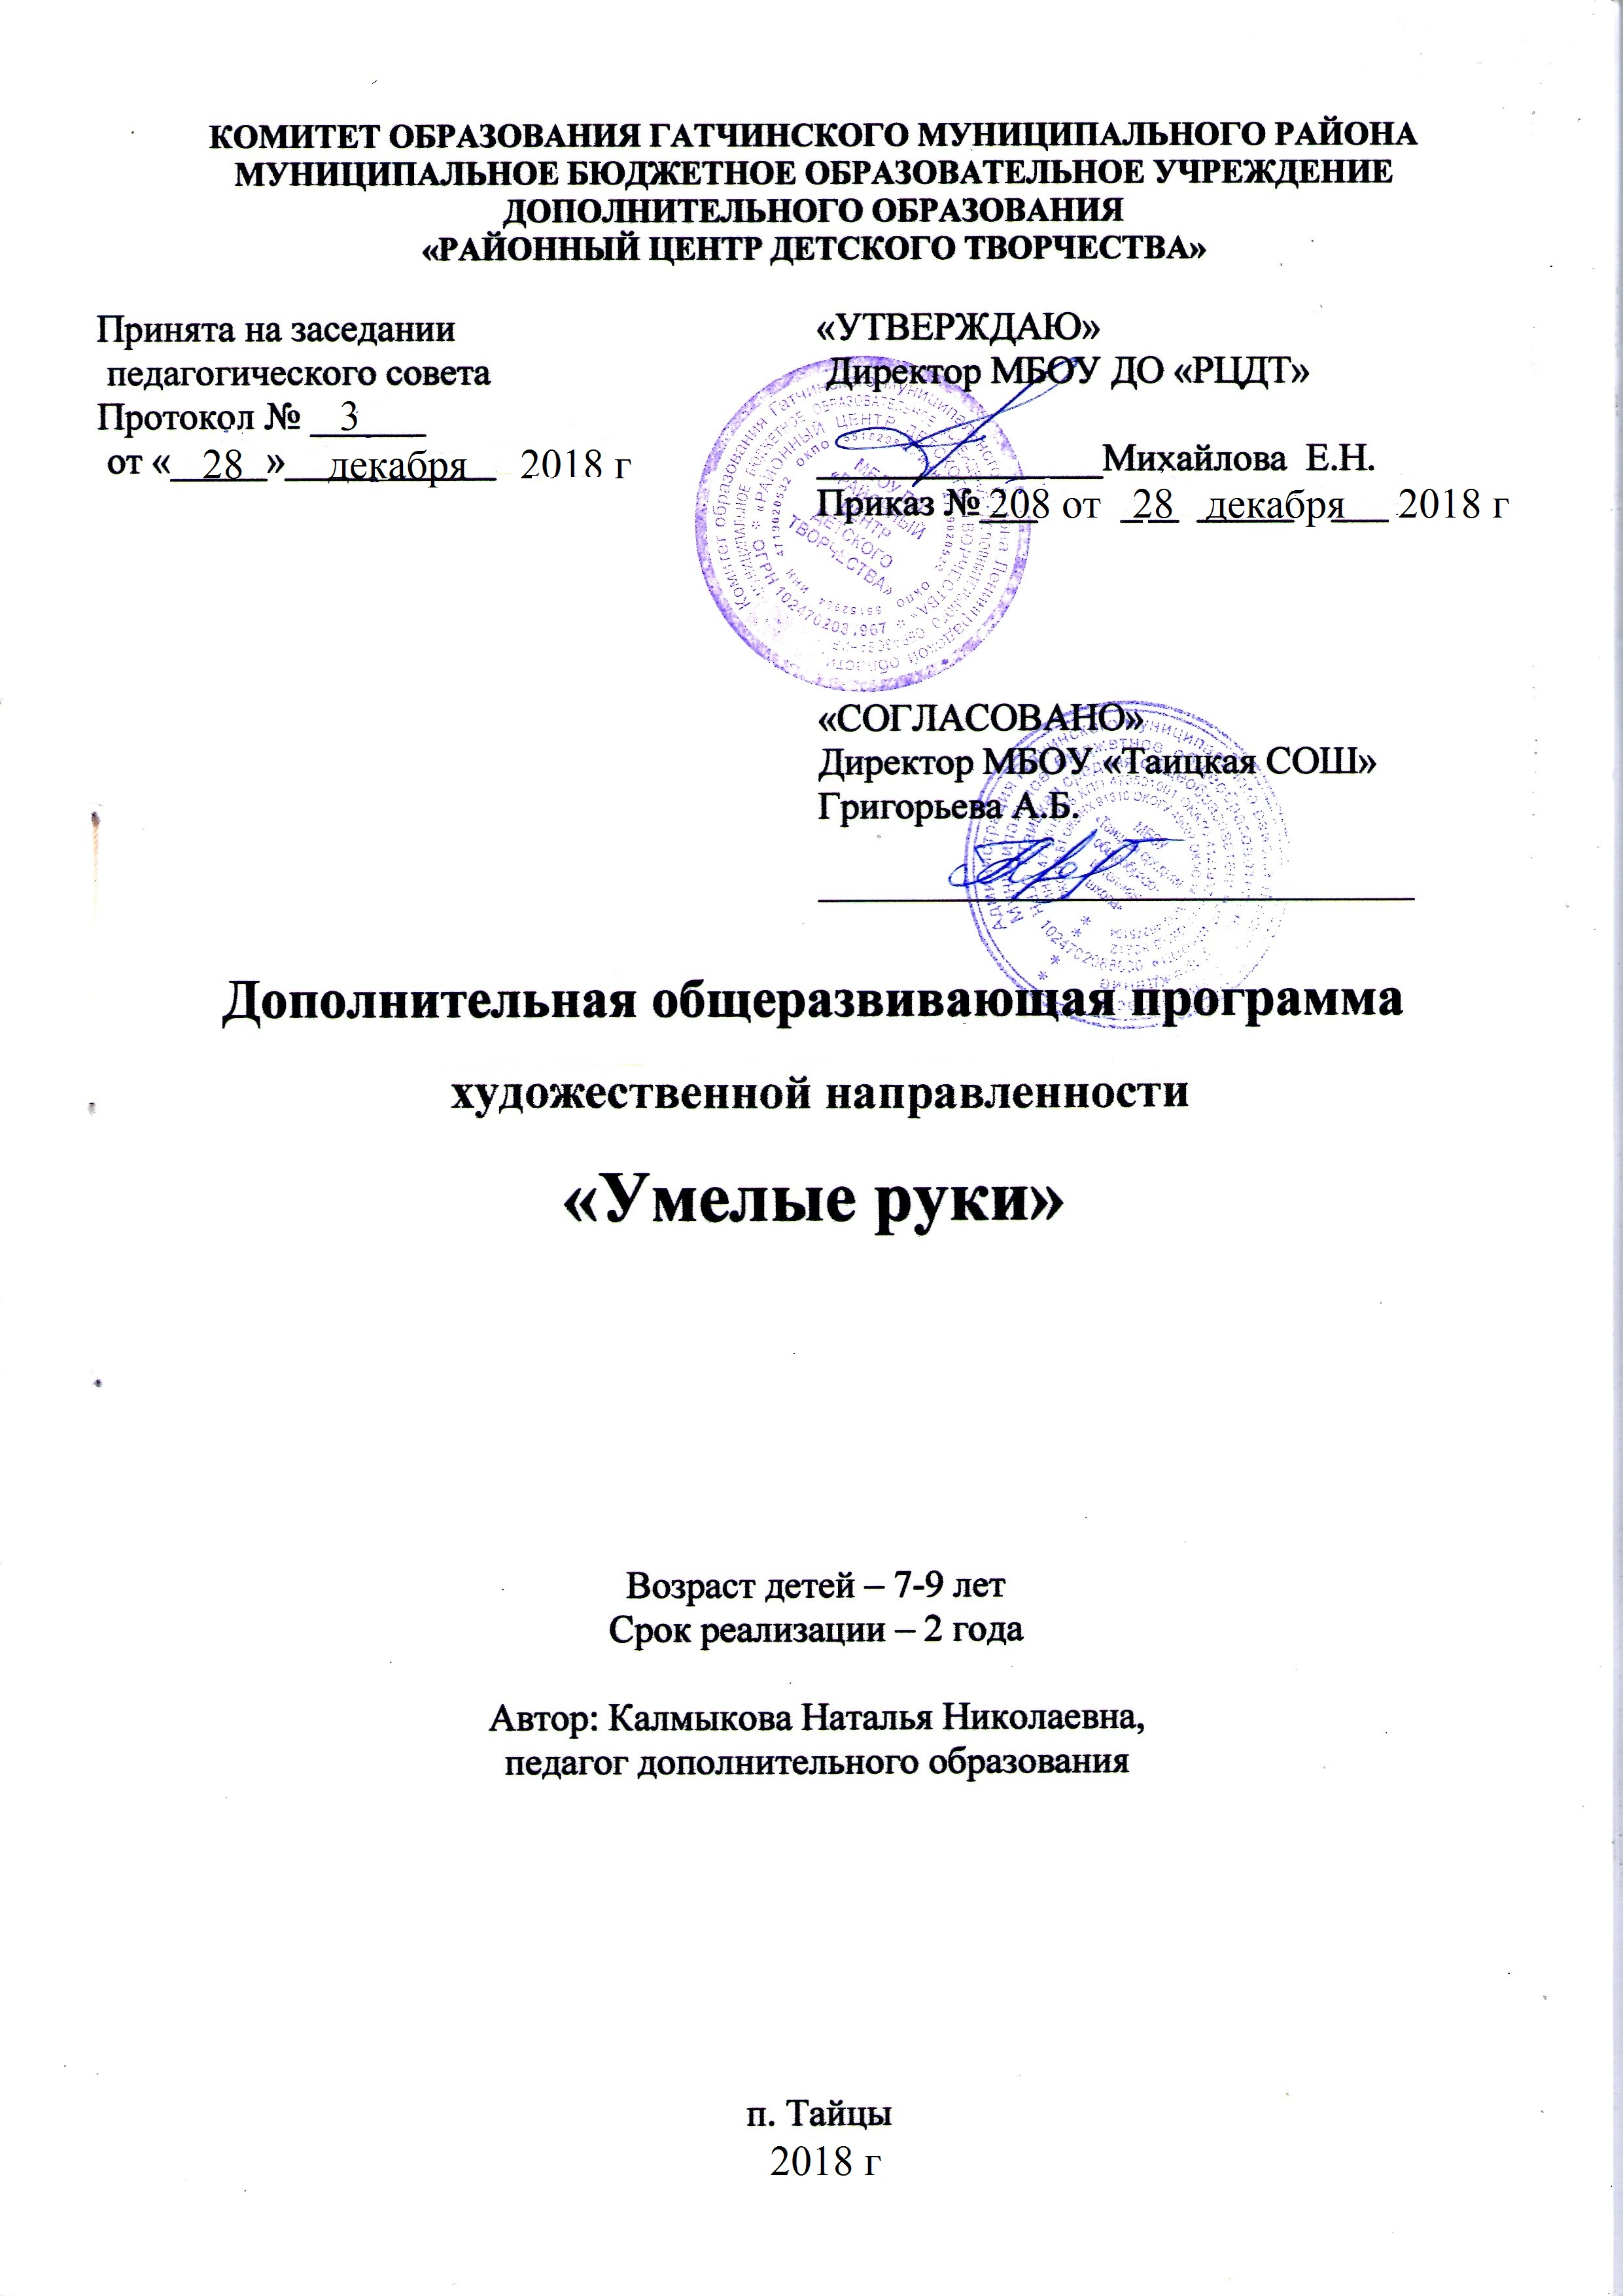 КОМИТЕТ ОБРАЗОВАНИЯ ГАТЧИНСКОГО МУНИЦИПАЛЬНОГО РАЙОНА
МУНИЦИПАЛЬНОЕ БЮДЖЕТНОЕ ОБРАЗОВАТЕЛЬНОЕ УЧРЕЖДЕНИЕ
ДОПОЛНИТЕЛЬНОГО ОБРАЗОВАНИЯ
«РАЙОННЫЙ ЦЕНТР ДЕТСКОГО ТВОРЧЕСТВА»
Принята на заседании
педагогического совета
Протокол № 3
от «28» декабря 2018 г
«УТВЕРЖДАЮ»
Директор МБОУ ДО «РЦДТ»
Михайлова Е.Н.
Приказ № 208 от 28 декабря 2018 г
«СОГЛАСОВАНО»
Директор МБОУ «Таицкая СОШ»
Григорьева А.Б.
Дополнительная общеразвивающая программа
художественной направленности
«Умелые руки»
Возраст детей – 7-9 лет
Срок реализации – 2 года
Автор: Калмыкова Наталья Николаевна,
педагог дополнительного образования
п. Тайцы
2018 г